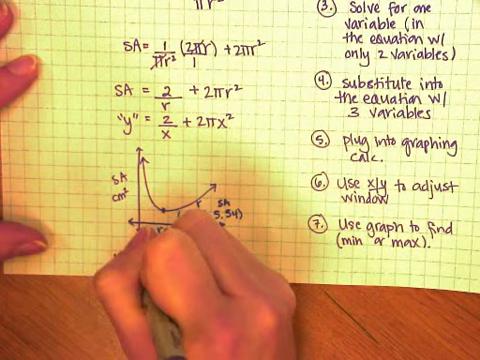 πr²
SA = 1/πr² (2πr)/1 + 2πr²
SA = 2/r + 2πr²
"y" = 2/x + 2πx²
SA
cm²
r
SA
5.54)
3. Solve for one
variable (in
the equation w/
only 2 variables)
4. substitute into
the equation w/
3 variables
5. plug into graphing
calc.
6. Use x/y to adjust
window
7. Use graph to find
(min or max).